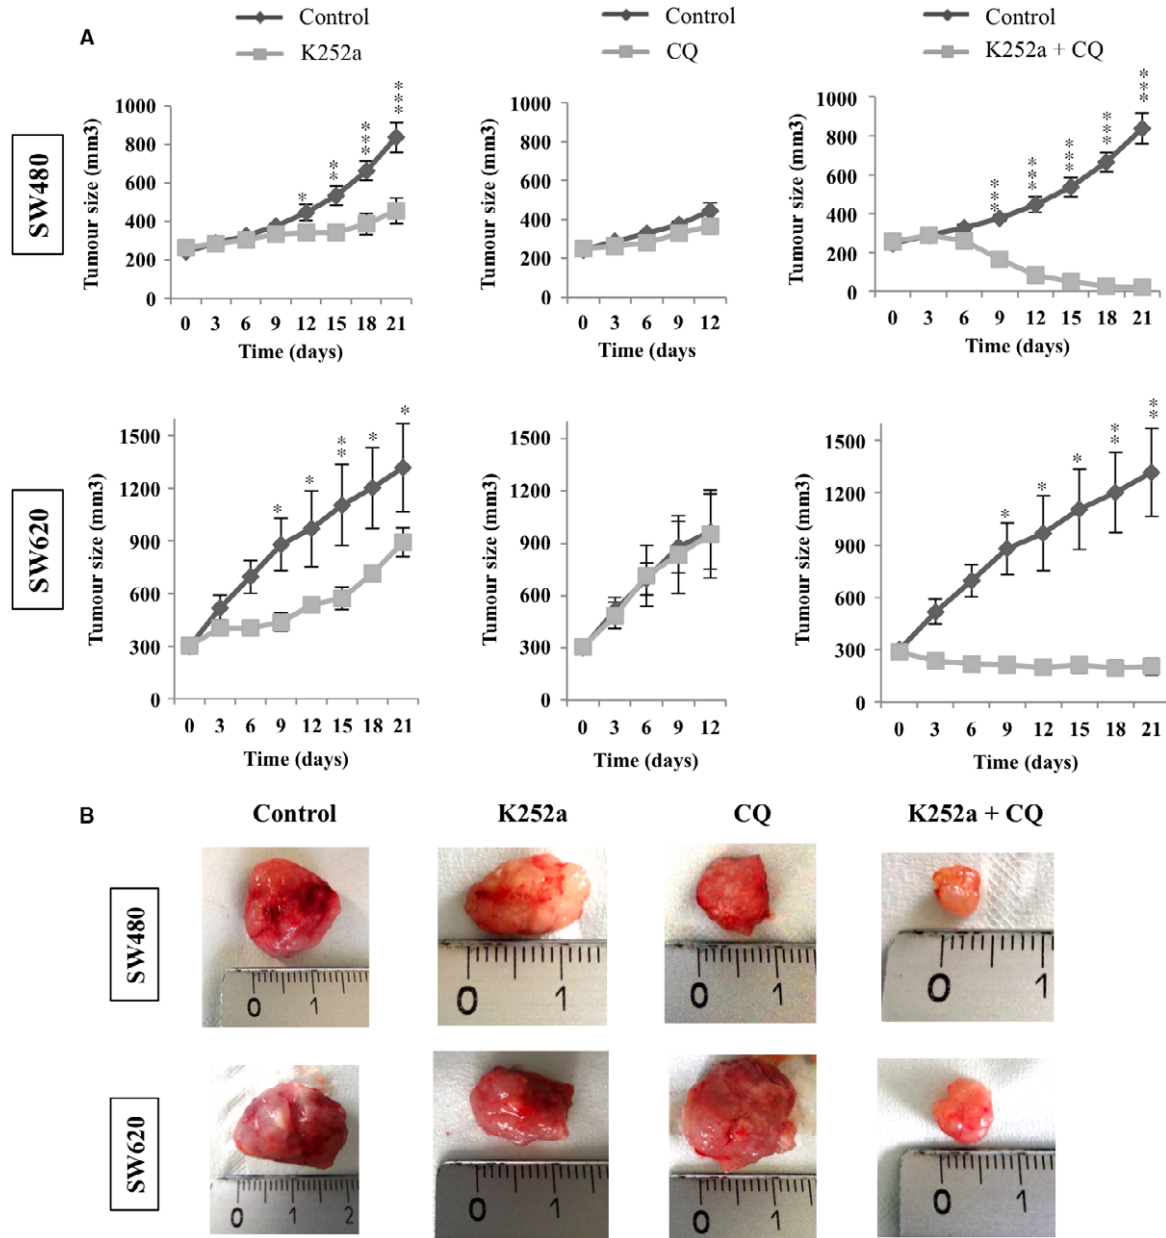 A
Control
K252a
Control
CQ
Control
K252a + CQ
SW480
Tumour size (mm3)
1000
800
600
400
200
0
* ** *** ***
0 3 6 9 12 15 18 21
Time (days)
Tumour size (mm3)
1000
800
600
400
200
0
0 3 6 9 12
Time (days
Tumour size (mm3)
1000
800
600
400
200
0
*** *** *** *** ***
0 3 6 9 12 15 18 21
Time (days)
SW620
Tumour size (mm3)
1500
1200
900
600
300
0
* * ** * *
0 3 6 9 12 15 18 21
Time (days)
Tumour size (mm3)
1500
1200
900
600
300
0
0 3 6 9 12
Time (days)
Tumour size (mm3)
1500
1200
900
600
300
0
* * * ** **
0 3 6 9 12 15 18 21
Time (days)
B
Control
K252a
CQ
K252a + CQ
SW480
0 1
0 1
0 1
0 1
SW620
0 1 2
0 1
0 1
0 1